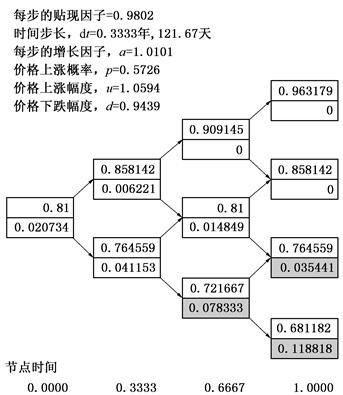 每步的贴现因子=0.9802
时间步长，dt=0.3333年，121.67天
每步的增长因子，a=1.0101
价格上涨概率，p=0.5726
价格上涨幅度，u=1.0594
价格下跌幅度，d=0.9439
0.963179
0
0.909145
0
0.858142
0.006221
0.858142
0
0.81
0.020734
0.81
0.014849
0.764559
0.041153
0.764559
0.035441
0.721667
0.078333
0.681182
0.118818
节点时间
0.0000 0.3333 0.6667 1.0000